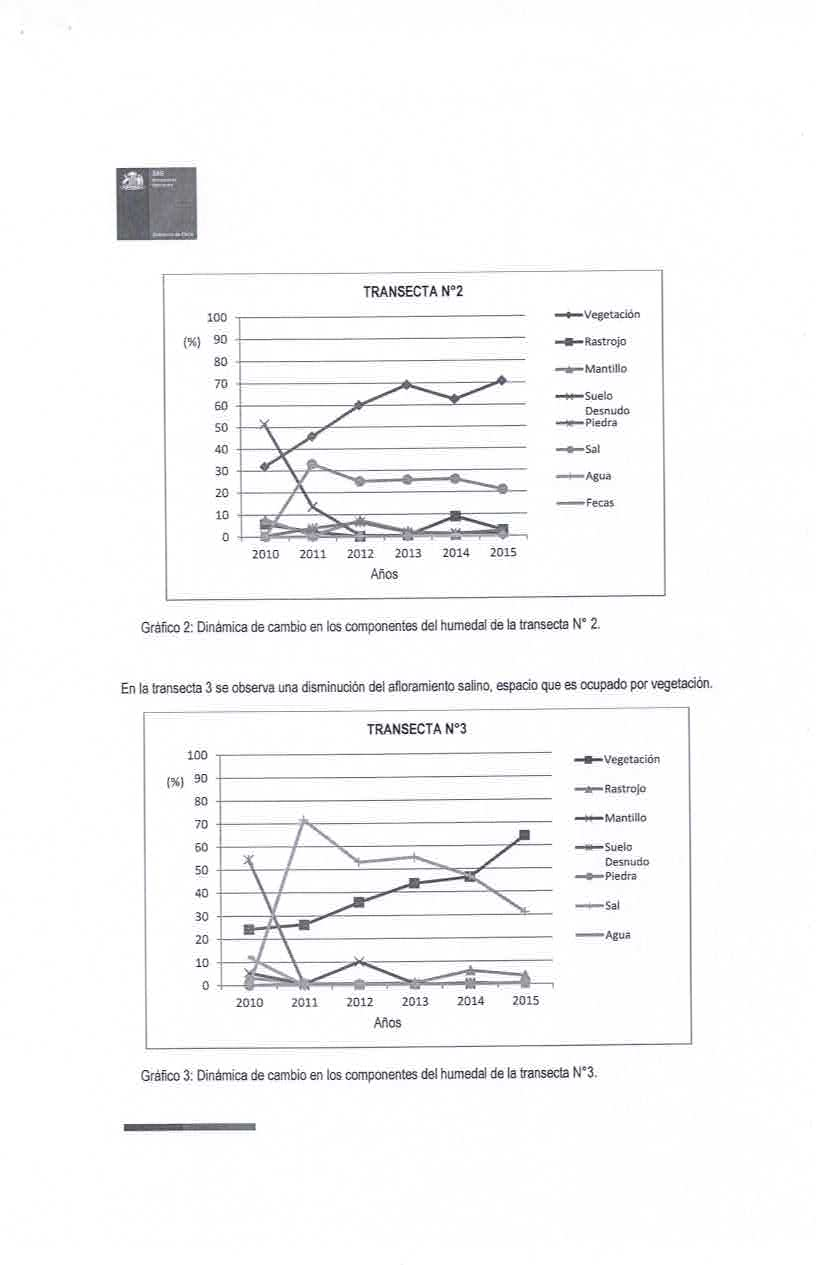 SAG
Gobierno de Chile
TRANSECTA N°2
(%)
100
90
80
70
60
50
40
30
20
10
0
2010 2011 2012 2013 2014 2015
Años
Vegetación
Rastrojo
Mantillo
Suelo
Desnudo
Piedra
Sal
Agua
Fecas
Gráfico 2: Dinámica de cambio en los componentes del humedal de la transecta N° 2.
En la transecta 3 se observa una disminución del afloramiento salino, espacio que es ocupado por vegetación.
TRANSECTA N°3
(%)
100
90
80
70
60
50
40
30
20
10
0
2010 2011 2012 2013 2014 2015
Años
Vegetación
Rastrojo
Mantillo
Suelo
Desnudo
Piedra
Sal
Agua
Gráfico 3: Dinámica de cambio en los componentes del humedal de la transecta N°3.